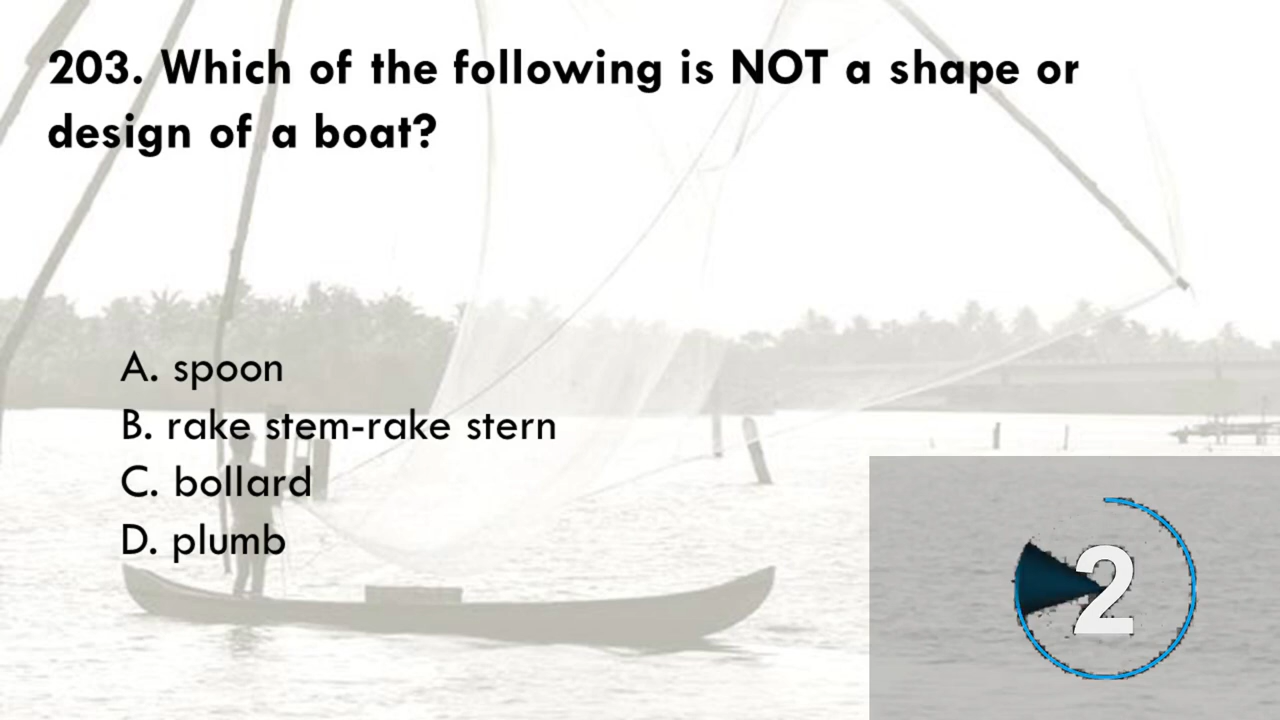 203. Which of the following is NOT a shape or
design of a boat?
A. spoon
B. rake stem-rake stern
C. bollard
D. plumb
2